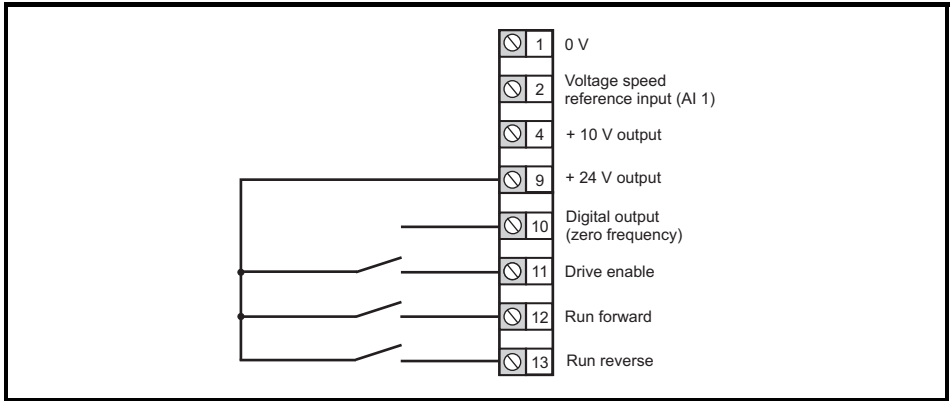 1 0 V
2 Voltage speed
reference input (AI 1)
4 + 10 V output
9 + 24 V output
10 Digital output
(zero frequency)
11 Drive enable
12 Run forward
13 Run reverse